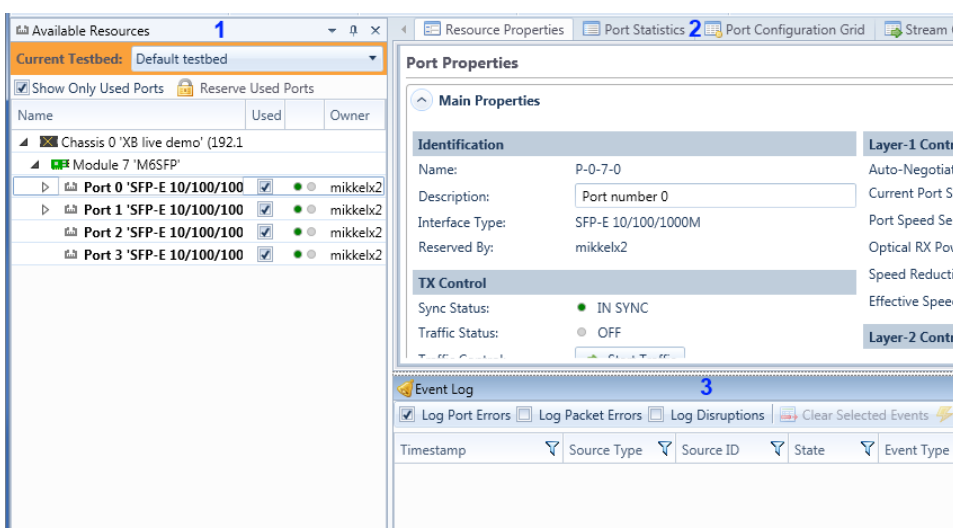 Available Resources 1
Current Testbed: Default testbed
Show Only Used Ports Reserve Used Ports
Name Used Owner
Chassis 0 'XB live demo' (192.1
Module 7 'M6SFP'
Port 0 'SFP-E 10/100/100 mikkelx2
Port 1 'SFP-E 10/100/100 mikkelx2
Port 2 'SFP-E 10/100/100 mikkelx2
Port 3 'SFP-E 10/100/100 mikkelx2
Resource Properties Port Statistics 2 Port Configuration Grid Stream
Port Properties
Main Properties
Identification
Name: P-0-7-0
Description: Port number 0
Interface Type: SFP-E 10/100/1000M
Reserved By: mikkelx2
TX Control
Sync Status: IN SYNC
Traffic Status: OFF
Traffic Control: Start Traffic
Layer-1 Contr
Auto-Negotiat
Current Port S
Port Speed Se
Optical RX Pow
Speed Reducti
Effective Speed
Layer-2 Contr
Event Log 3
Log Port Errors Log Packet Errors Log Disruptions Clear Selected Events
Timestamp Source Type Source ID State Event Type